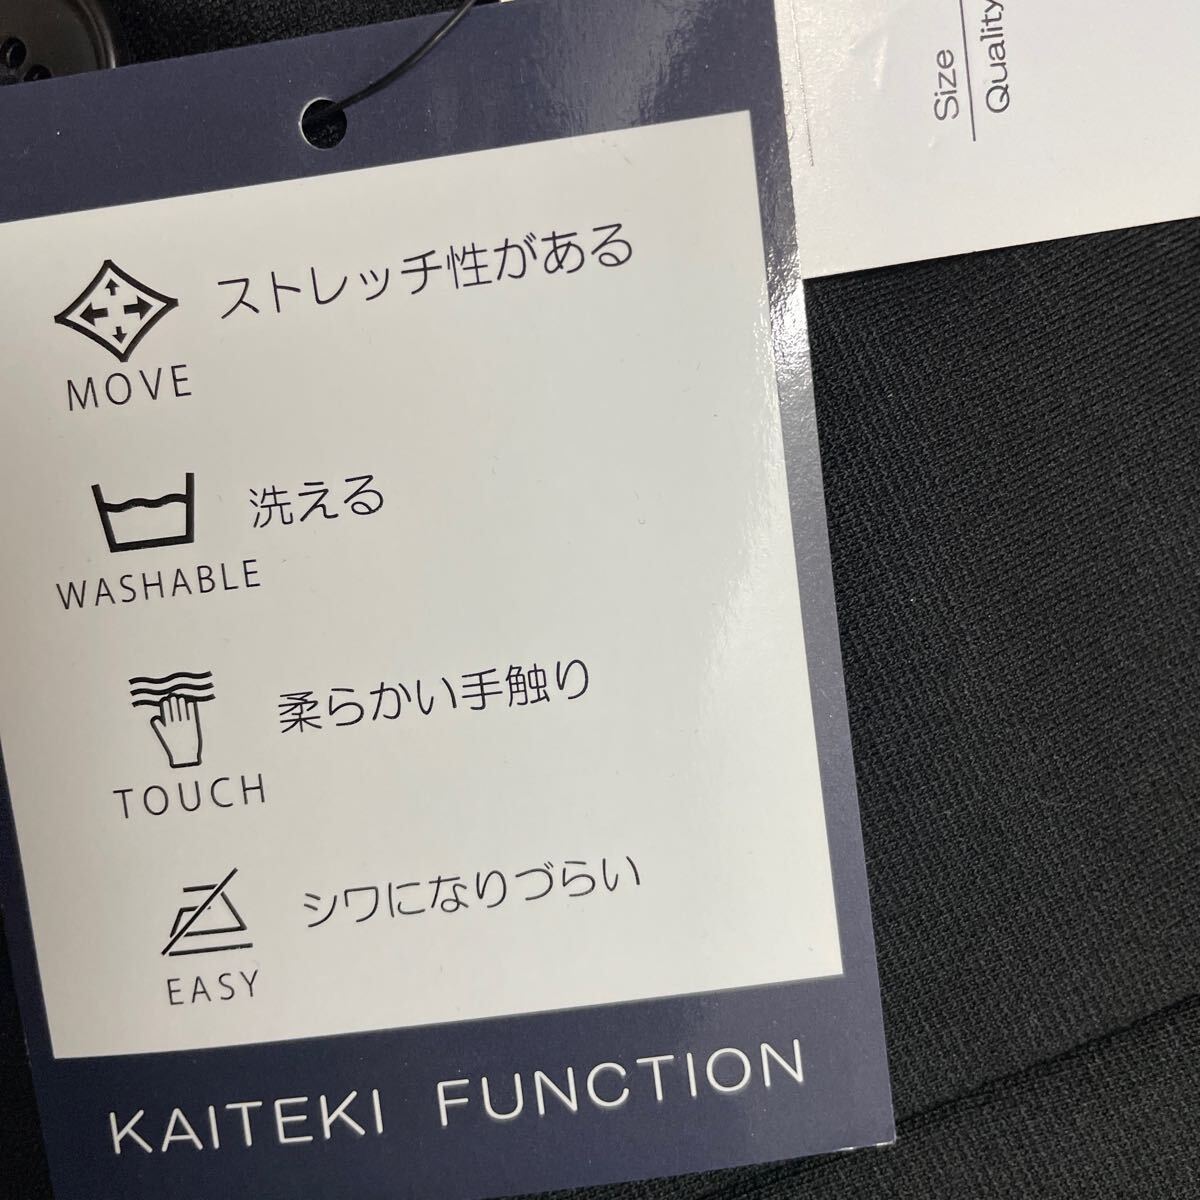 ストレッチ性がある
MOVE
洗える
WASHABLE
柔らかい手触り
TOUCH
シワになりづらい
EASY
KAITEKI FUNCTION
Size
Quality